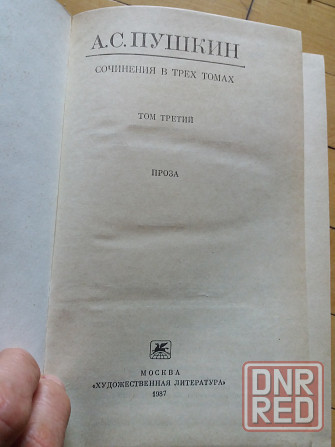 А.С.ПУШКИН
СОЧИНЕНИЯ В ТРЕХ ТОМАХ
ТОМ ТРЕТИЙ
ПРОЗА
МОСКВА
«ХУДОЖЕСТВЕННАЯ ЛИТЕРАТУРА»
1987
DNR
RED